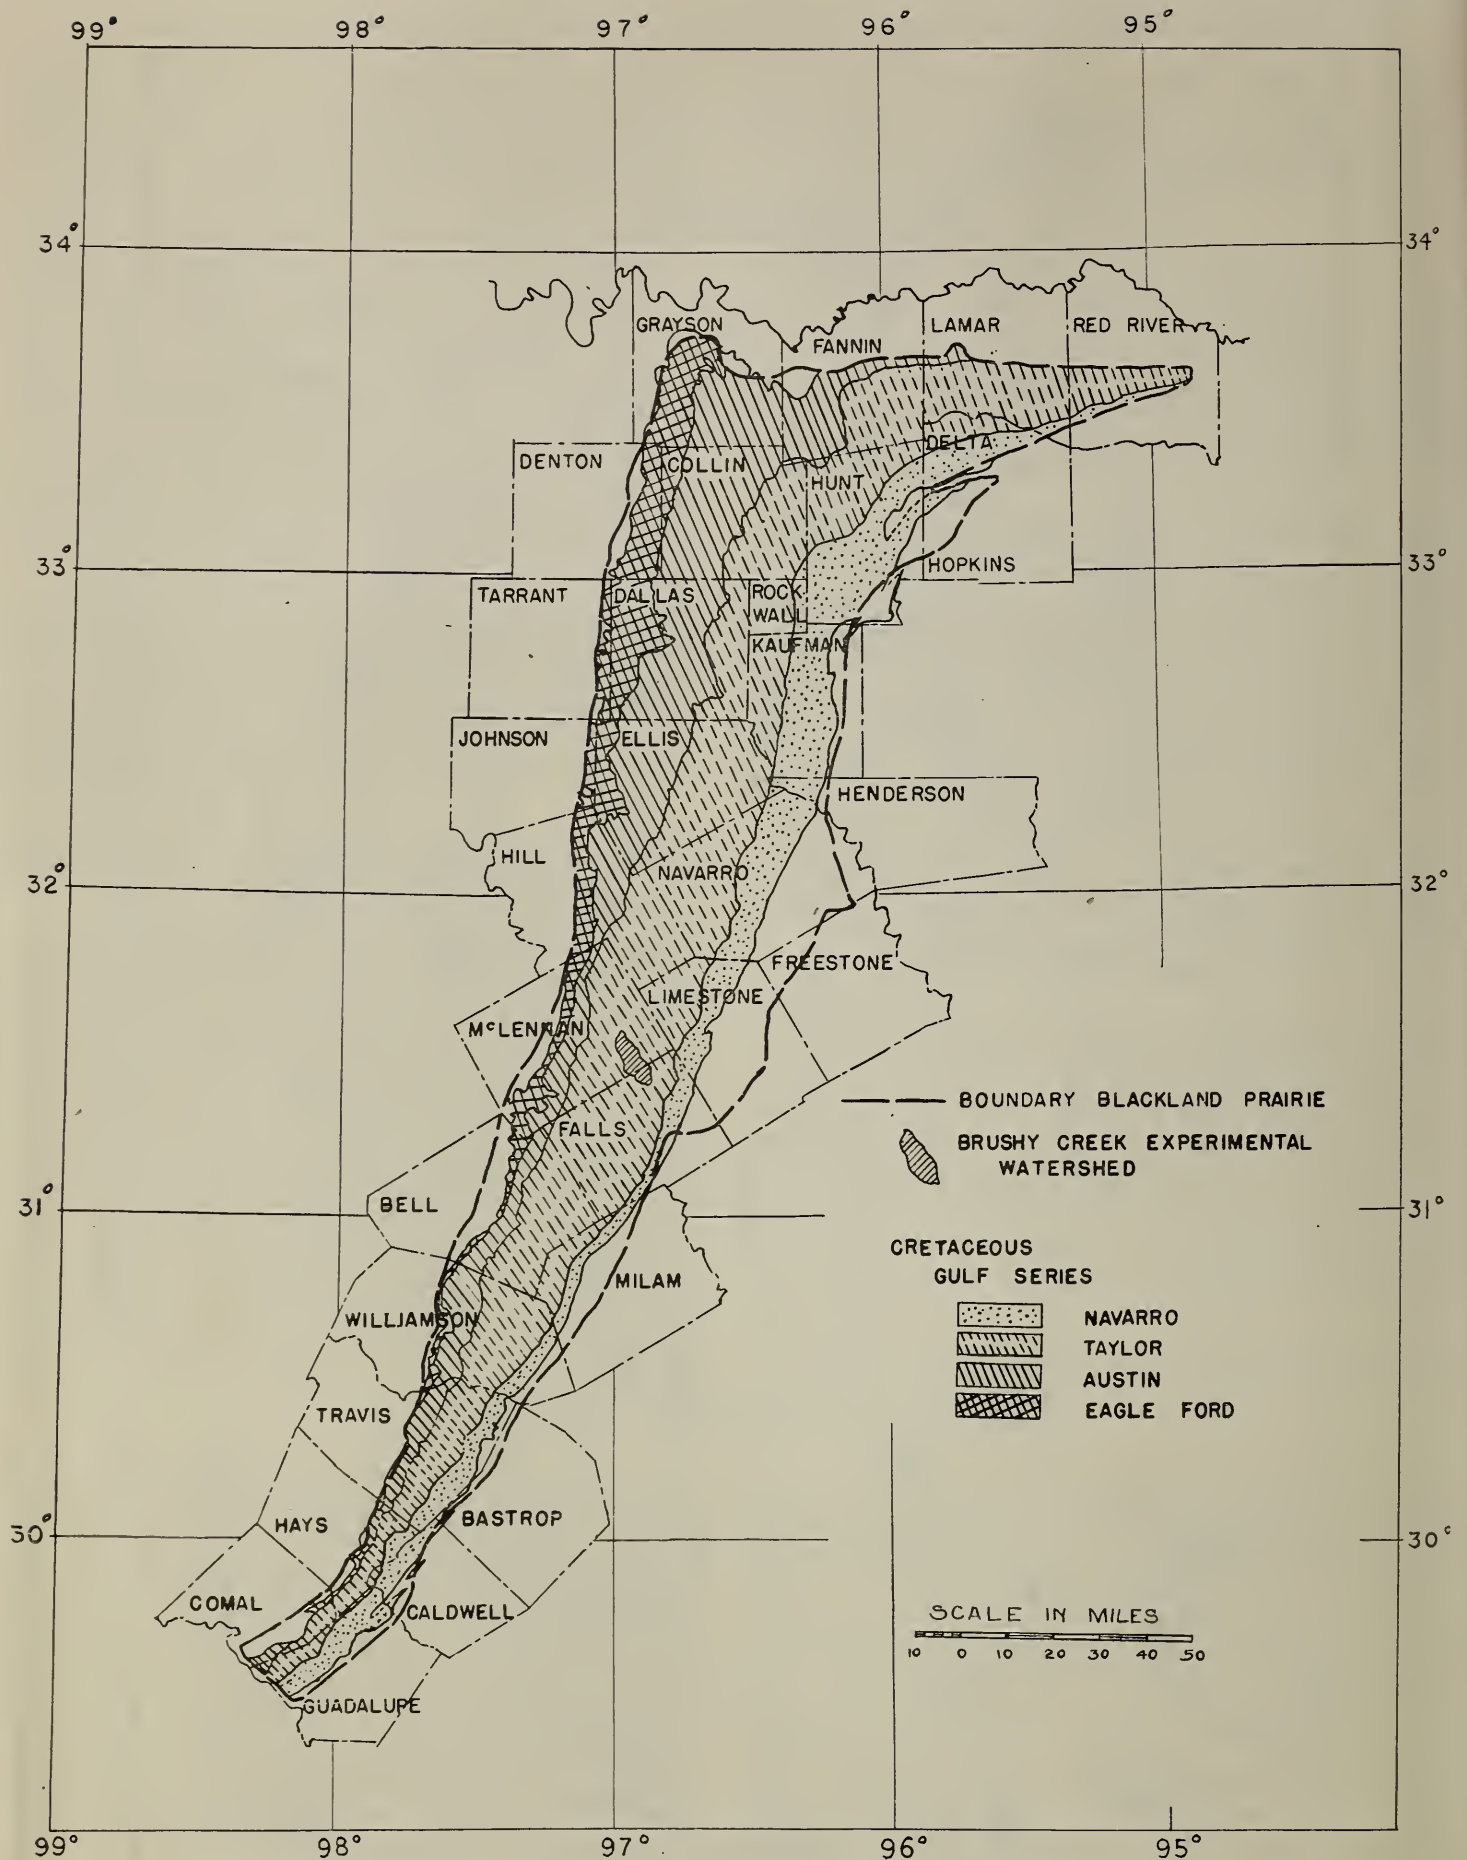 99° 98° 97° 96° 95°
34° 34°
GRAYSON
FANNIN
LAMAR
RED RIVER
DENTON
COLLIN
DELTA
HUNT
33° 33°
HOPKINS
TARRANT
DALLAS
ROCK
WALL
KAUFMAN
JOHNSON
ELLIS
HENDERSON
HILL
NAVARRO
32° 32°
FREESTONE
LIMESTONE
McLENNAN
FALLS
BOUNDARY BLACKLAND PRAIRIE
BRUSHY CREEK EXPERIMENTAL
WATERSHED
31° 31°
BELL
CRETACEOUS
GULF SERIES
MILAM
WILLIAMSON
NAVARRO
TAYLOR
AUSTIN
EAGLE FORD
TRAVIS
BASTROP
HAYS
30° 30°
COMAL
CALDWELL
SCALE IN MILES
10 0 10 20 30 40 50
GUADALUPE
99° 98° 97° 96° 95°